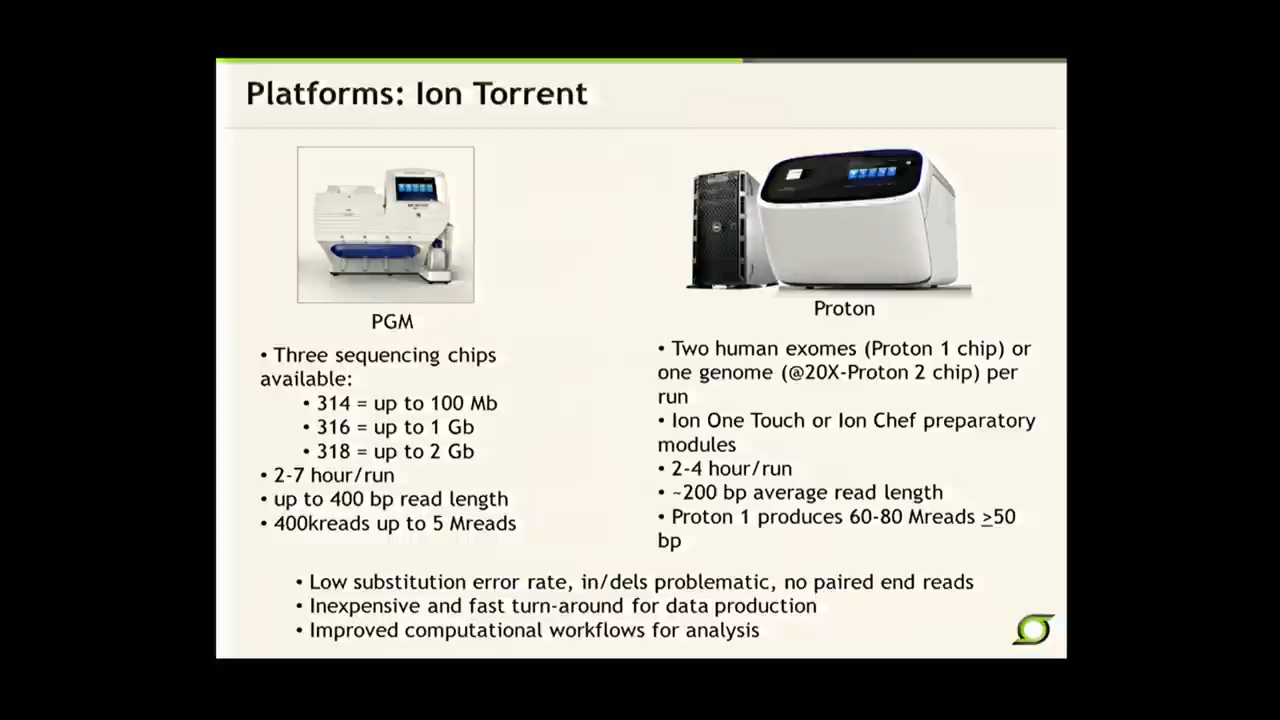 Platforms: Ion Torrent
PGM
• Three sequencing chips
available:
• 314 = up to 100 Mb
• 316 = up to 1 Gb
• 318 = up to 2 Gb
• 2-7 hour/run
• up to 400 bp read length
• 400kreads up to 5 Mreads
Proton
• Two human exomes (Proton 1 chip) or
one genome (@20X-Proton 2 chip) per
run
• Ion One Touch or Ion Chef preparatory
modules
• 2-4 hour/run
• ~200 bp average read length
• Proton 1 produces 60-80 Mreads >50
bp
• Low substitution error rate, in/dels problematic, no paired end reads
• Inexpensive and fast turn-around for data production
• Improved computational workflows for analysis